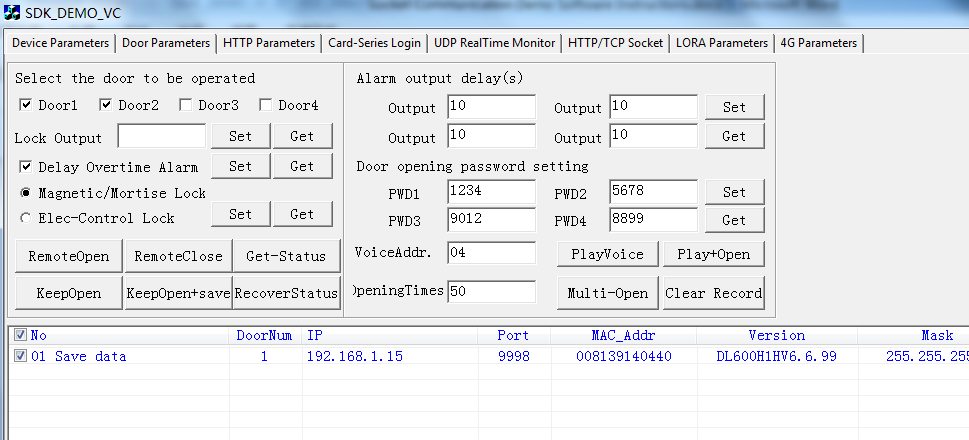 SDK_DEMO_VC
Device Parameters Door Parameters HTTP Parameters Card-Series Login UDP RealTime Monitor HTTP/TCP Socket LORA Parameters 4G Parameters
Select the door to be operated
Door1 Door2 Door3 Door4
Lock Output Set Get
Delay Overtime Alarm Set Get
Magnetic/Mortise Lock
Elec-Control Lock Set Get
RemoteOpen RemoteClose Get-Status
KeepOpen KeepOpen+save RecoverStatus
Alarm output delay(s)
Output 10 Output 10 Set
Output 10 Output 10 Get
Door opening password setting
PWD1 1234 PWD2 5678 Set
PWD3 9012 PWD4 8899 Get
VoiceAddr. 04 PlayVoice Play+Open
OpeningTimes 50 Multi-Open Clear Record
No DoorNum IP Port MAC_Addr Version Mask
01 Save data 1 192.168.1.15 9998 008139140440 DL600H1HV6.6.99 255.255.255